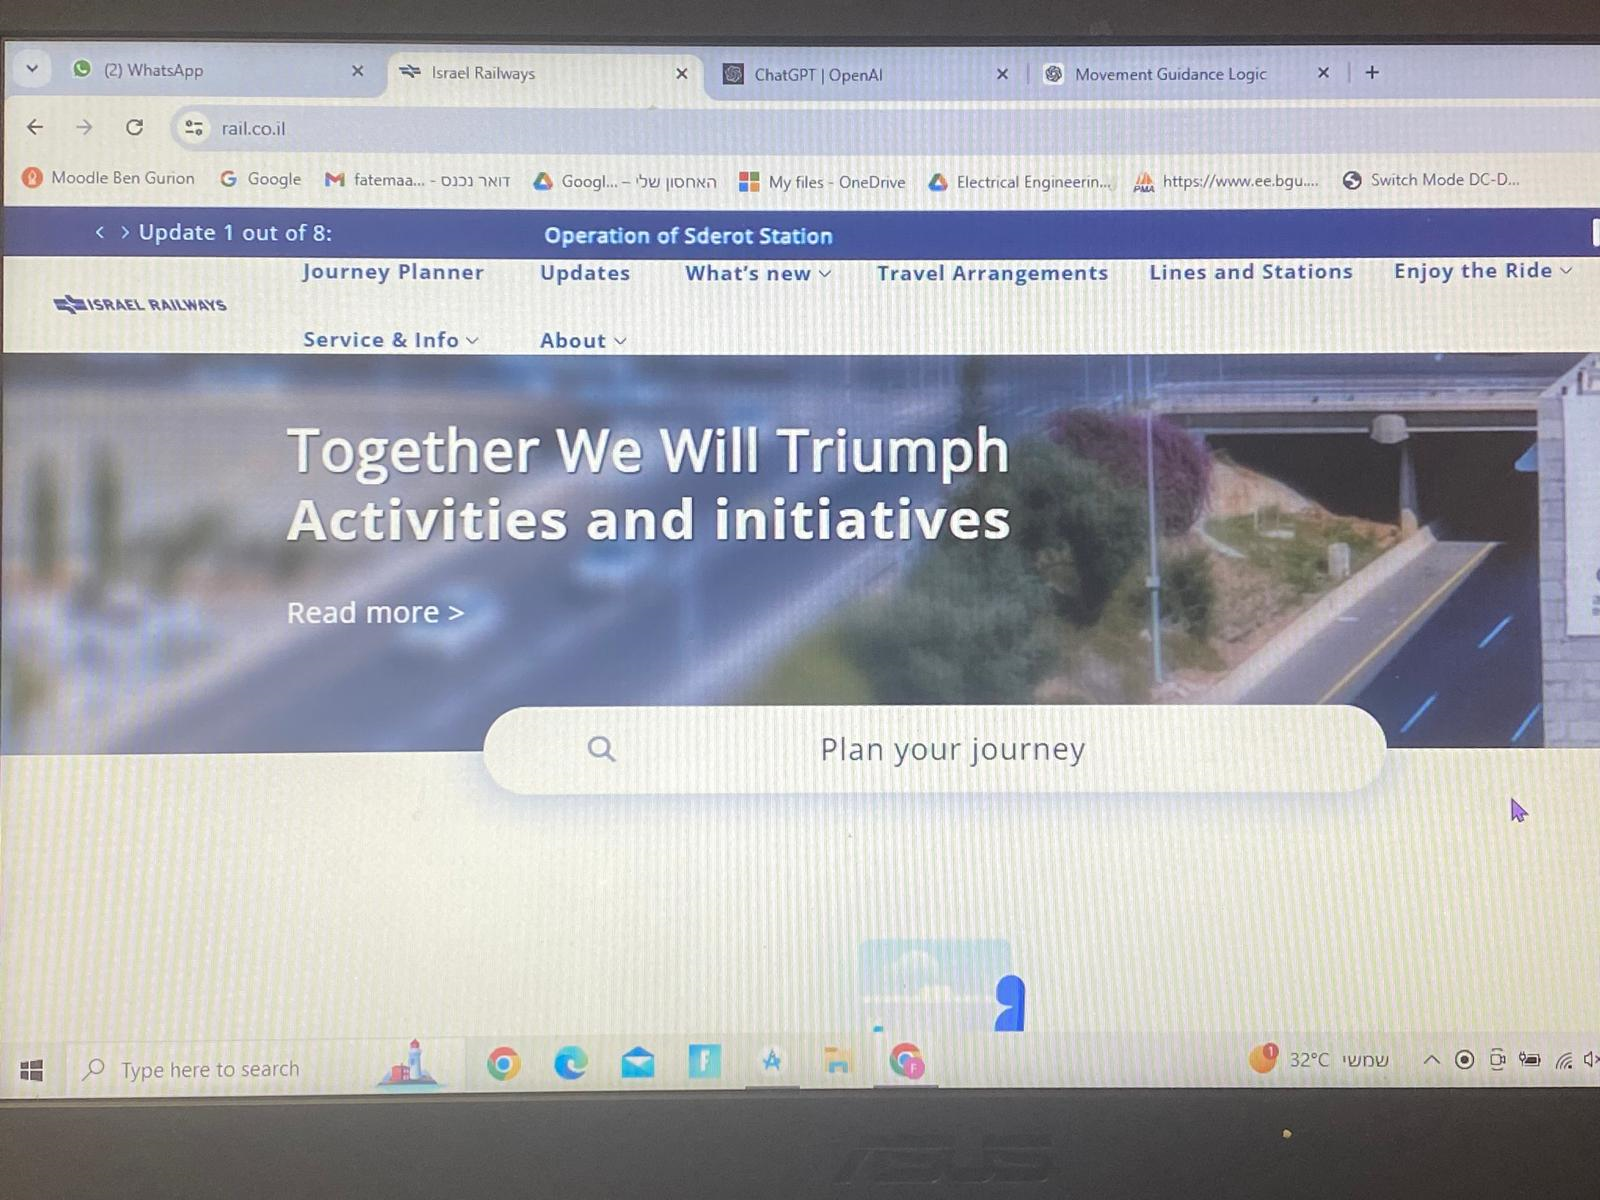 (2) WhatsApp
Israel Railways
ChatGPT | OpenAI
Movement Guidance Logic
rail.co.il
Moodle Ben Gurion
Google
fatemaa... - דואר נכנס
Googl... – האחסון שלי
My files - OneDrive
Electrical Engineerin...
PMA https://www.ee.bgu....
Switch Mode DC-D...
< > Update 1 out of 8:
Operation of Sderot Station
Journey Planner
Updates
What's new
Travel Arrangements
Lines and Stations
Enjoy the Ride
ISRAEL RAILWAYS
Service & Info
About
Together We Will Triumph
Activities and initiatives
Read more >
Plan your journey
Type here to search
F
F
1
32°C שמשי
ASUS